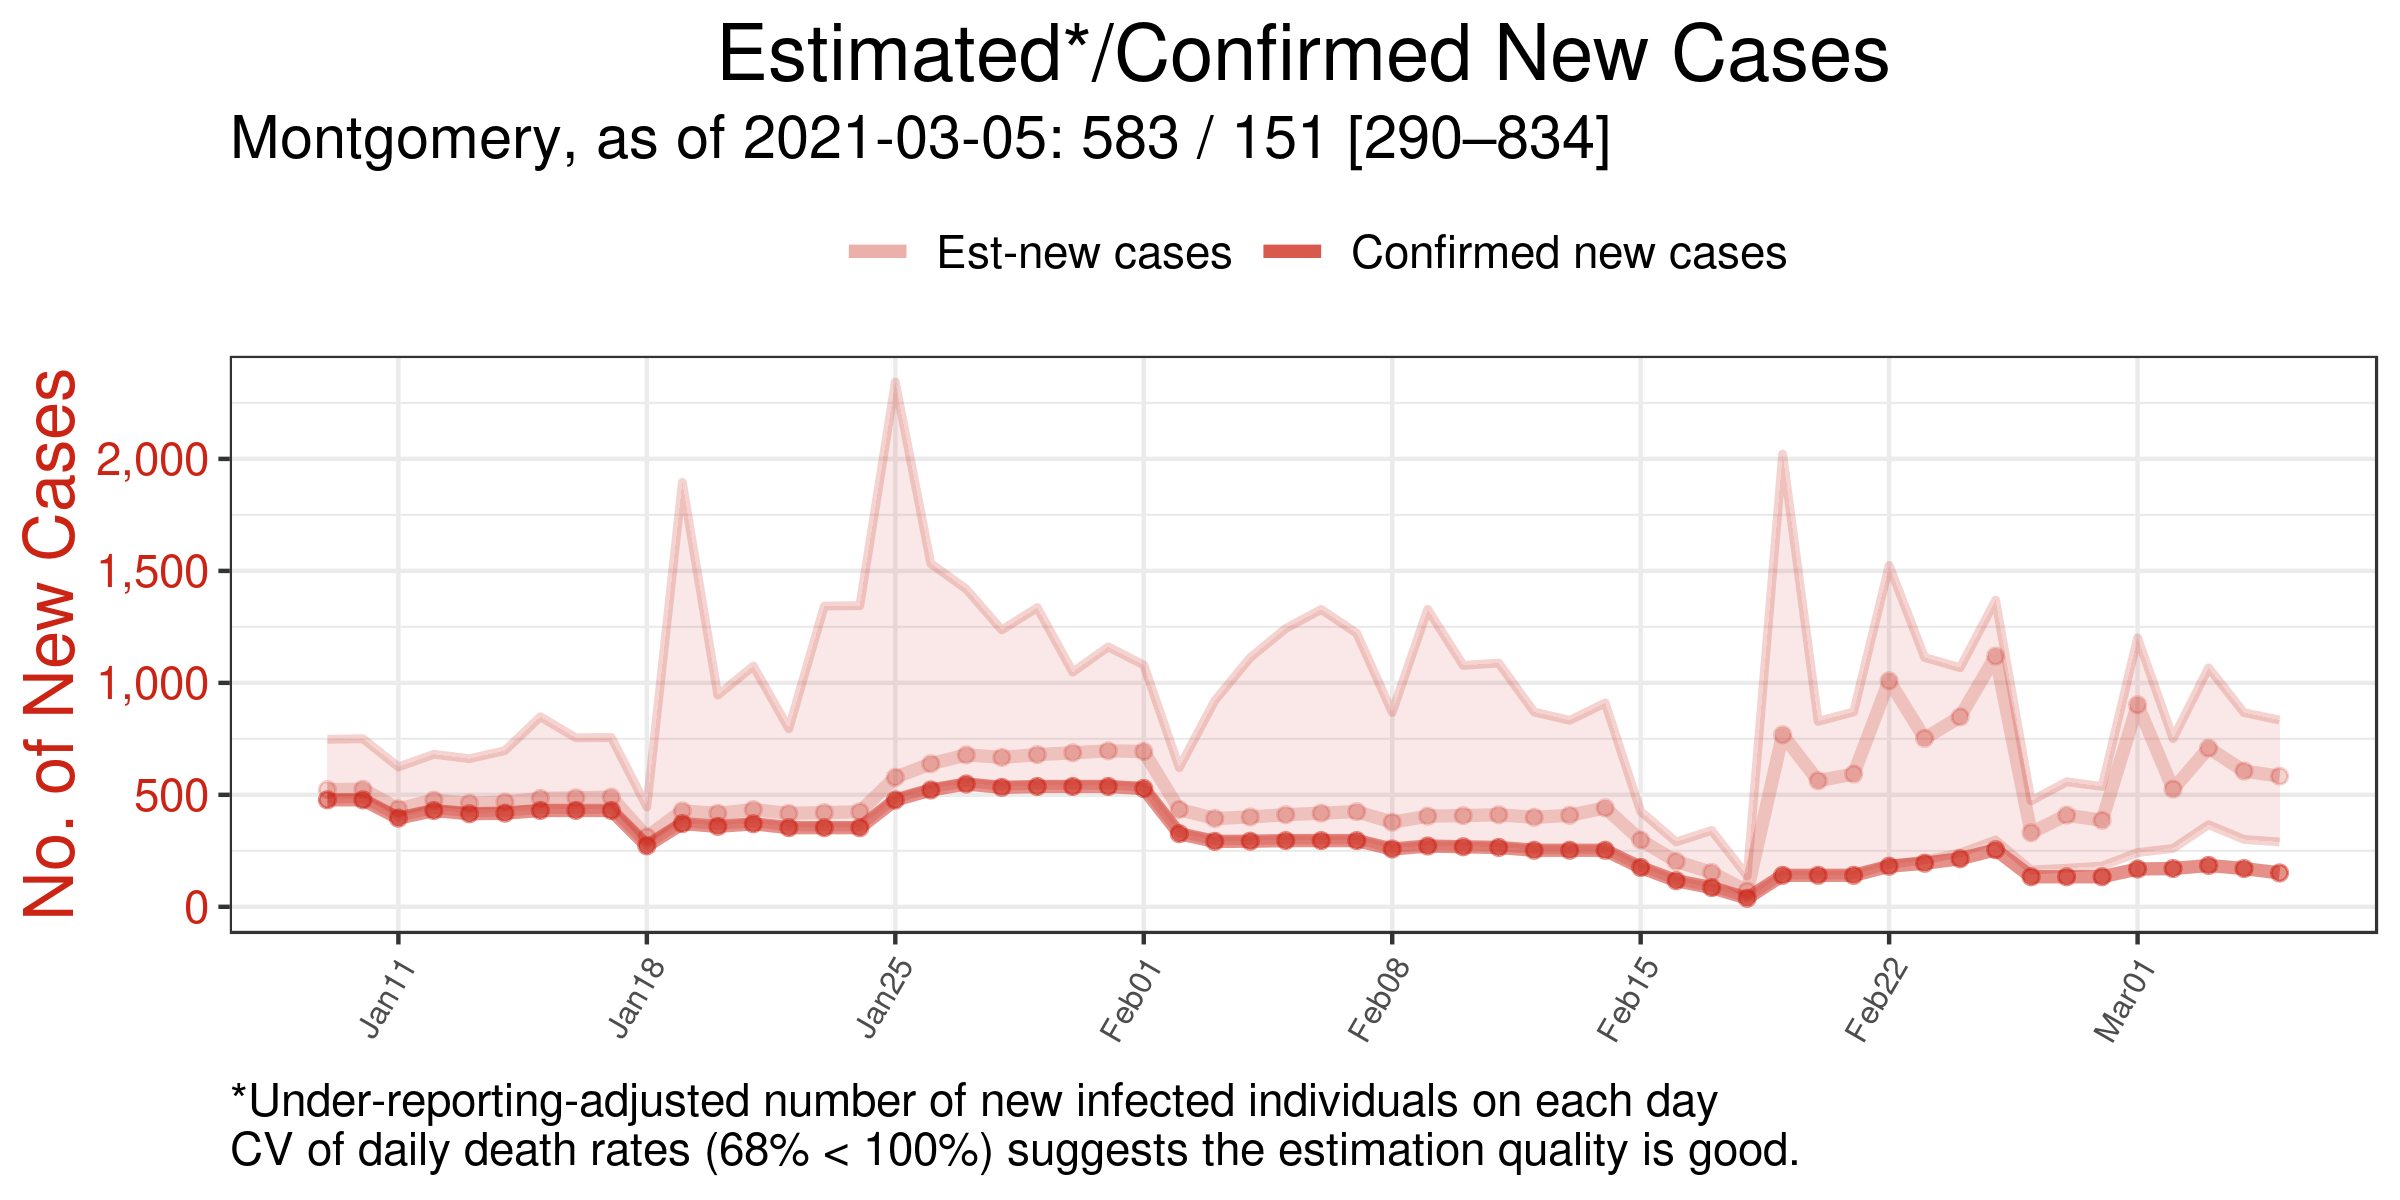 Estimated*/Confirmed New Cases
Montgomery, as of 2021-03-05: 583 / 151 [290–834]
Est-new cases
Confirmed new cases
No. of New Cases
2,000
1,500
1,000
500
0
Jan11
Jan18
Jan25
Feb01
Feb08
Feb15
Feb22
Mar01
*Under-reporting-adjusted number of new infected individuals on each day
CV of daily death rates (68% < 100%) suggests the estimation quality is good.